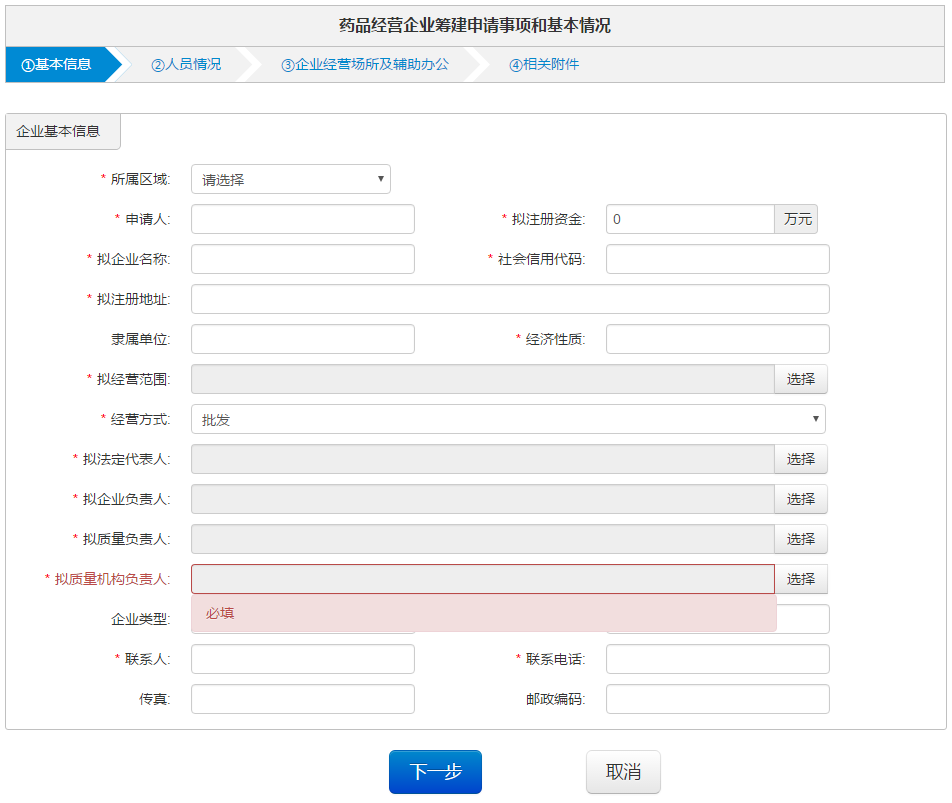 药品经营企业筹建申请事项和基本情况
①基本信息 ②人员情况 ③企业经营场所及辅助办公 ④相关附件
企业基本信息
* 所属区域: 请选择
* 申请人: * 拟注册资金: 0 万元
* 拟企业名称: * 社会信用代码:
* 拟注册地址:
隶属单位: * 经济性质:
* 拟经营范围: 选择
* 经营方式: 批发
* 拟法定代表人: 选择
* 拟企业负责人: 选择
* 拟质量负责人: 选择
* 拟质量机构负责人: 选择
必填
企业类型:
* 联系人: * 联系电话:
传真: 邮政编码:
下一步 取消